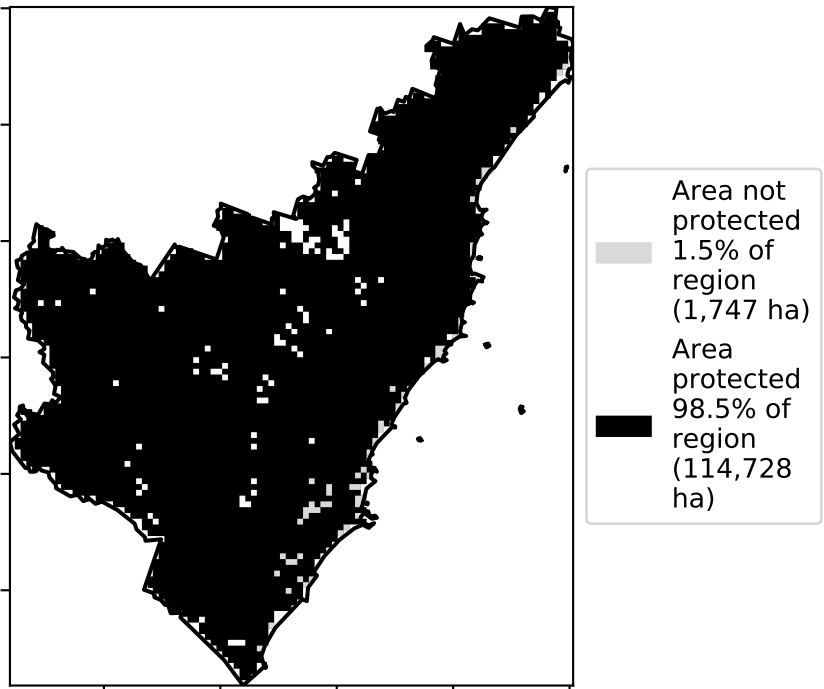 Area not
protected
1.5% of
region
(1,747 ha)
Area
protected
98.5% of
region
(114,728
ha)